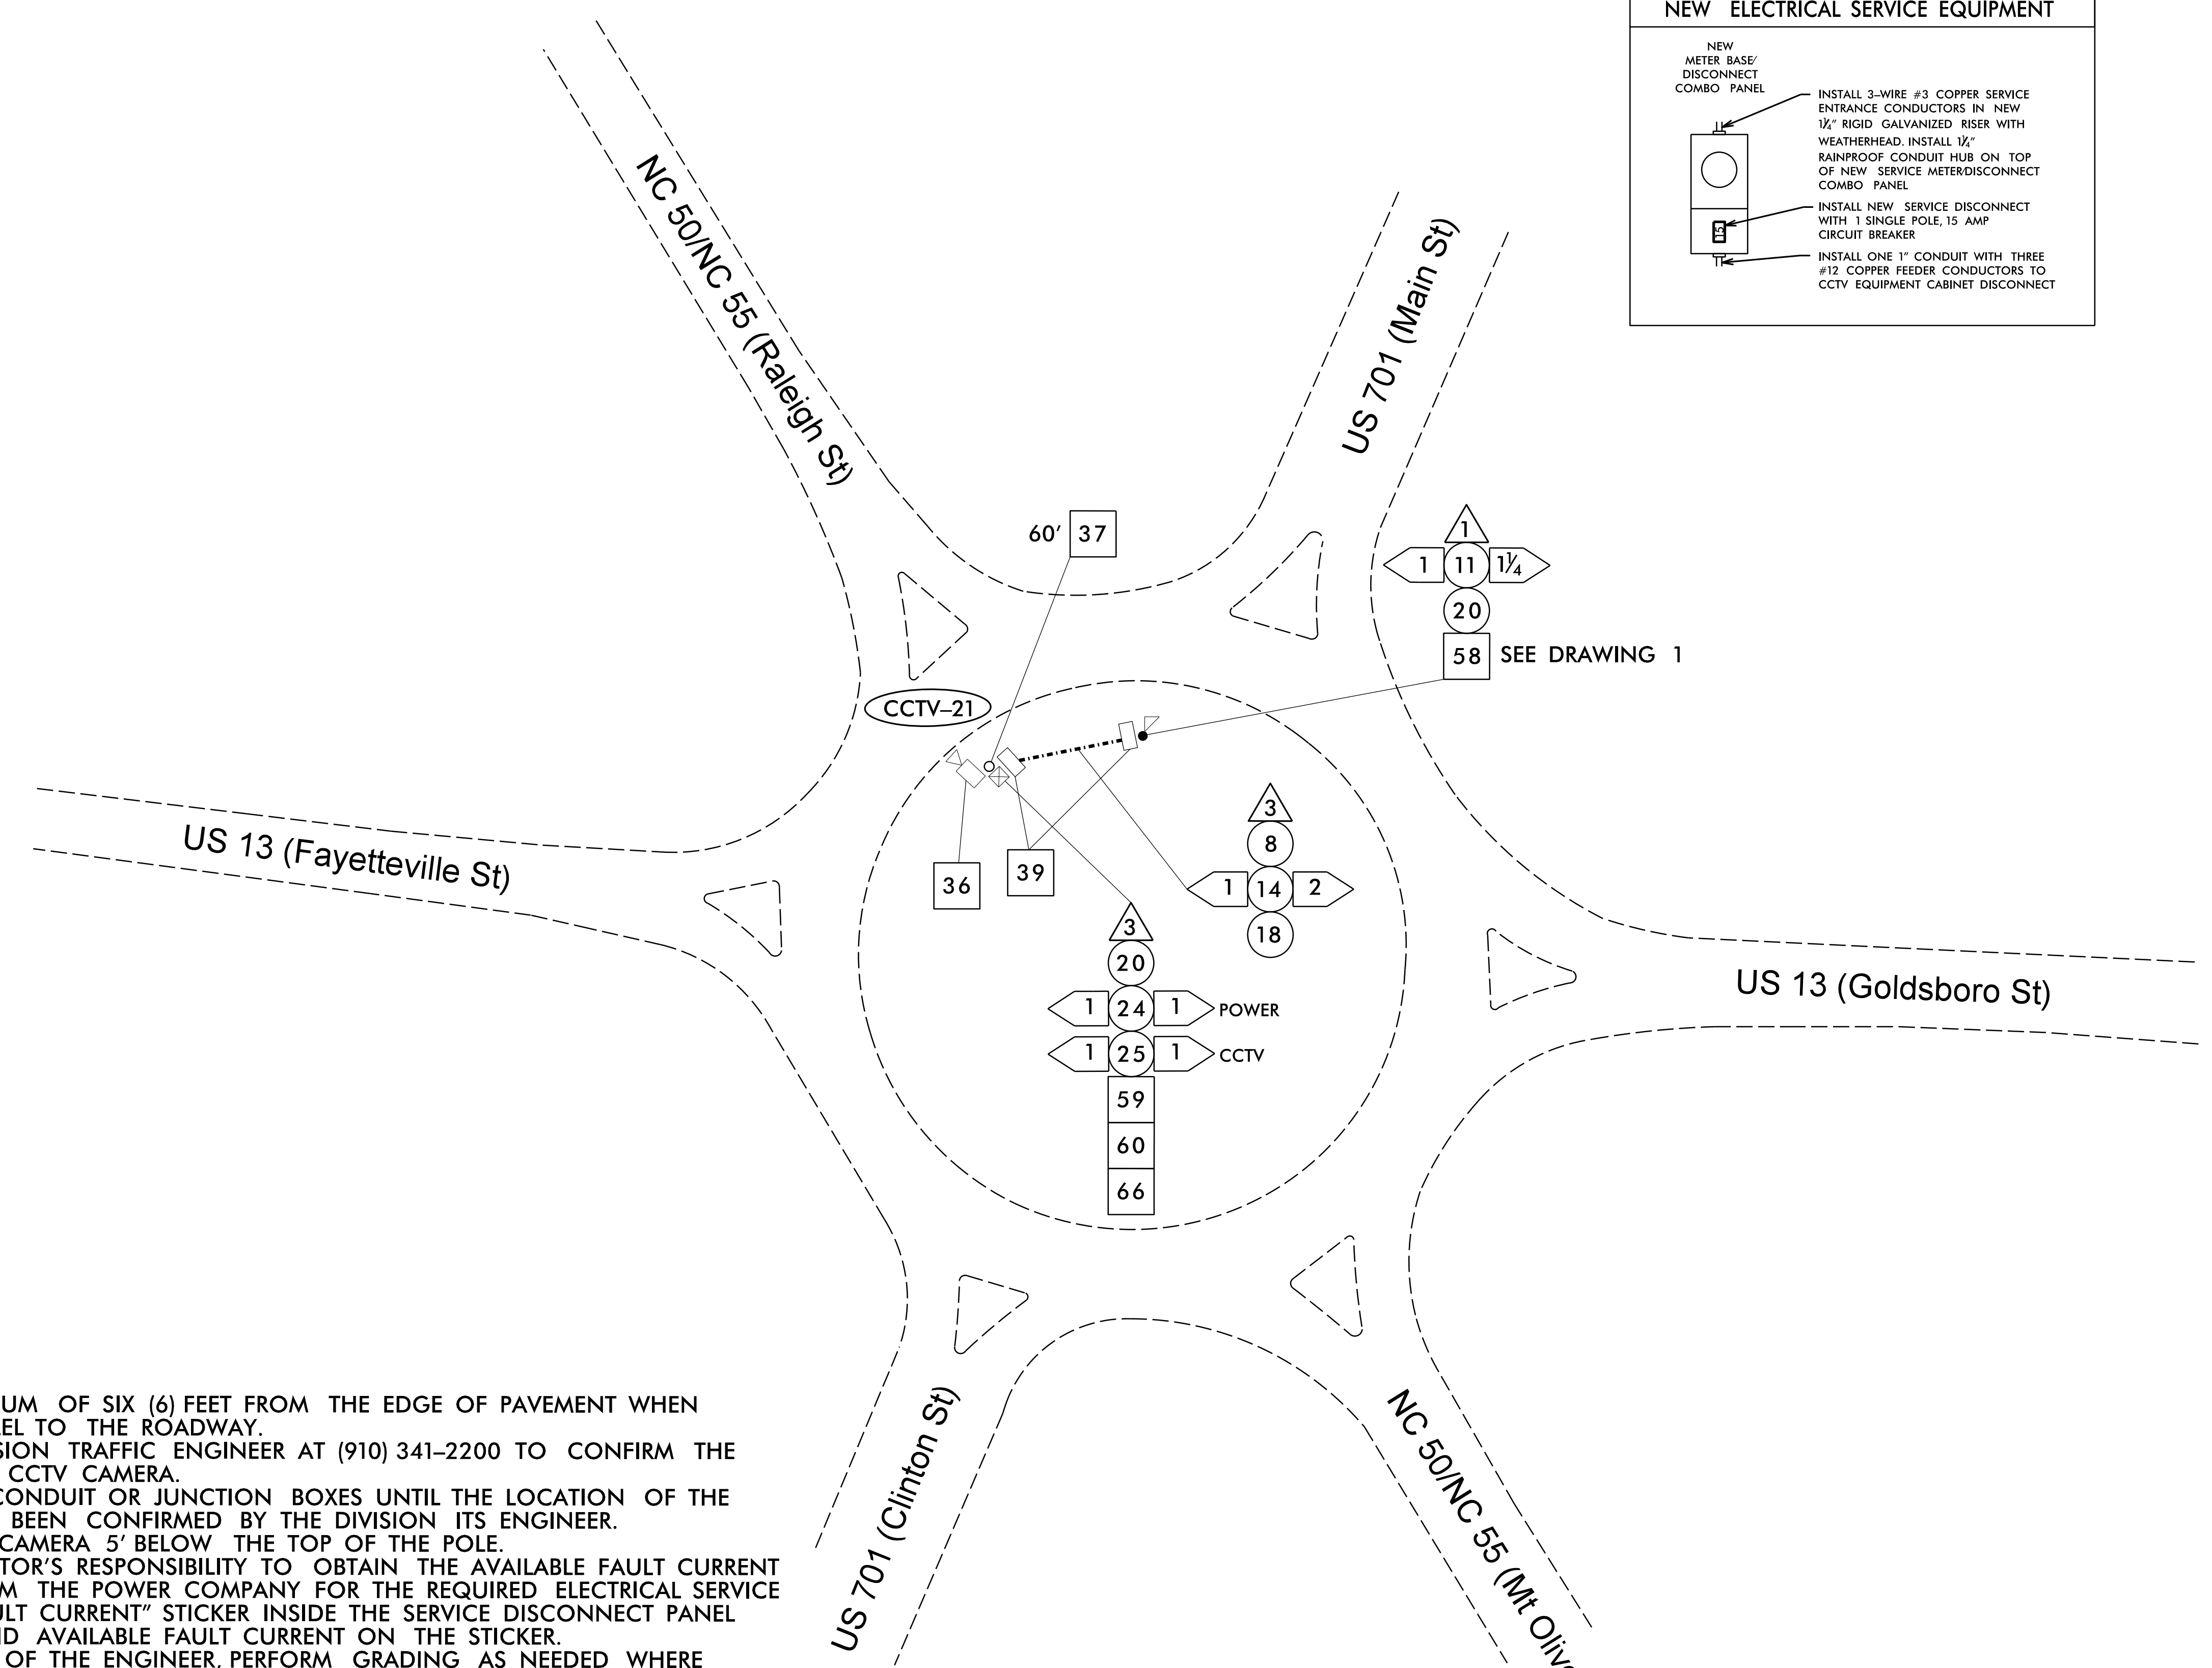 NEW ELECTRICAL SERVICE EQUIPMENT
NEW
METER BASE/
DISCONNECT
COMBO PANEL
INSTALL 3–WIRE #3 COPPER SERVICE
ENTRANCE CONDUCTORS IN NEW
1¼" RIGID GALVANIZED RISER WITH
WEATHERHEAD. INSTALL 1¼"
RAINPROOF CONDUIT HUB ON TOP
OF NEW SERVICE METER/DISCONNECT
COMBO PANEL
INSTALL NEW SERVICE DISCONNECT
WITH 1 SINGLE POLE, 15 AMP
CIRCUIT BREAKER
15
INSTALL ONE 1" CONDUIT WITH THREE
#12 COPPER FEEDER CONDUCTORS TO
CCTV EQUIPMENT CABINET DISCONNECT
NC 50/NC 55 (Raleigh St)
US 701 (Main St)
60' 37
1
1 11 1¼
20
58 SEE DRAWING 1
CCTV–21
US 13 (Fayetteville St)
36
39
3
8
1 14 2
18
3
20
1 24 1 POWER
1 25 1 CCTV
59
60
66
US 13 (Goldsboro St)
US 701 (Clinton St)
NC 50/NC 55 (Mt Oliv
UM OF SIX (6) FEET FROM THE EDGE OF PAVEMENT WHEN
EL TO THE ROADWAY.
SION TRAFFIC ENGINEER AT (910) 341–2200 TO CONFIRM THE
CCTV CAMERA.
CONDUIT OR JUNCTION BOXES UNTIL THE LOCATION OF THE
BEEN CONFIRMED BY THE DIVISION ITS ENGINEER.
CAMERA 5' BELOW THE TOP OF THE POLE.
TOR'S RESPONSIBILITY TO OBTAIN THE AVAILABLE FAULT CURRENT
M THE POWER COMPANY FOR THE REQUIRED ELECTRICAL SERVICE
ULT CURRENT" STICKER INSIDE THE SERVICE DISCONNECT PANEL
ND AVAILABLE FAULT CURRENT ON THE STICKER.
OF THE ENGINEER, PERFORM GRADING AS NEEDED WHERE